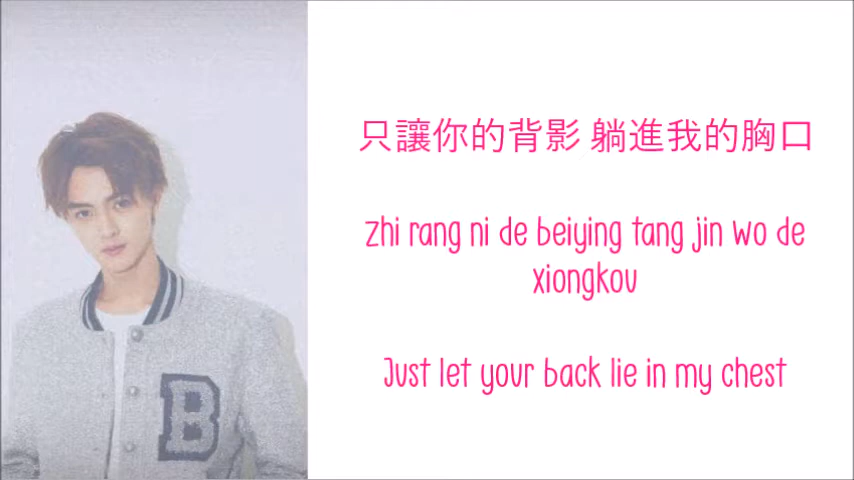 只讓你的背影 躺進我的胸口
zhi rang ni de beiying tang jin wo de
xiongkou
Just let your back lie in my chest
B